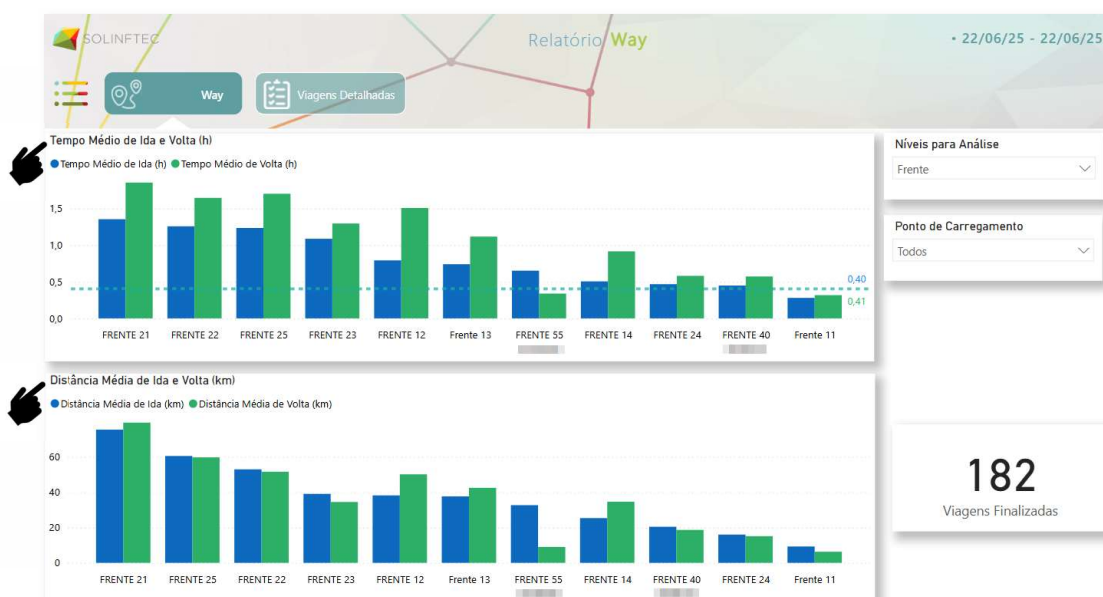 SOLINFTEC
Relatório Way
• 22/06/25 - 22/06/25
Way
Viagens Detalhadas
Tempo Médio de Ida e Volta (h)
Tempo Médio de Ida (h) Tempo Médio de Volta (h)
1,5
1,0
0,5
0,0
0,40
0,41
FRENTE 21 FRENTE 22 FRENTE 25 FRENTE 23 FRENTE 12 Frente 13 FRENTE 55 FRENTE 14 FRENTE 24 FRENTE 40 Frente 11
Níveis para Análise
Frente
Ponto de Carregamento
Todos
Distância Média de Ida e Volta (km)
Distância Média de Ida (km) Distância Média de Volta (km)
60
40
20
0
FRENTE 21 FRENTE 25 FRENTE 22 FRENTE 23 FRENTE 12 Frente 13 FRENTE 55 FRENTE 14 FRENTE 40 FRENTE 24 Frente 11
182
Viagens Finalizadas